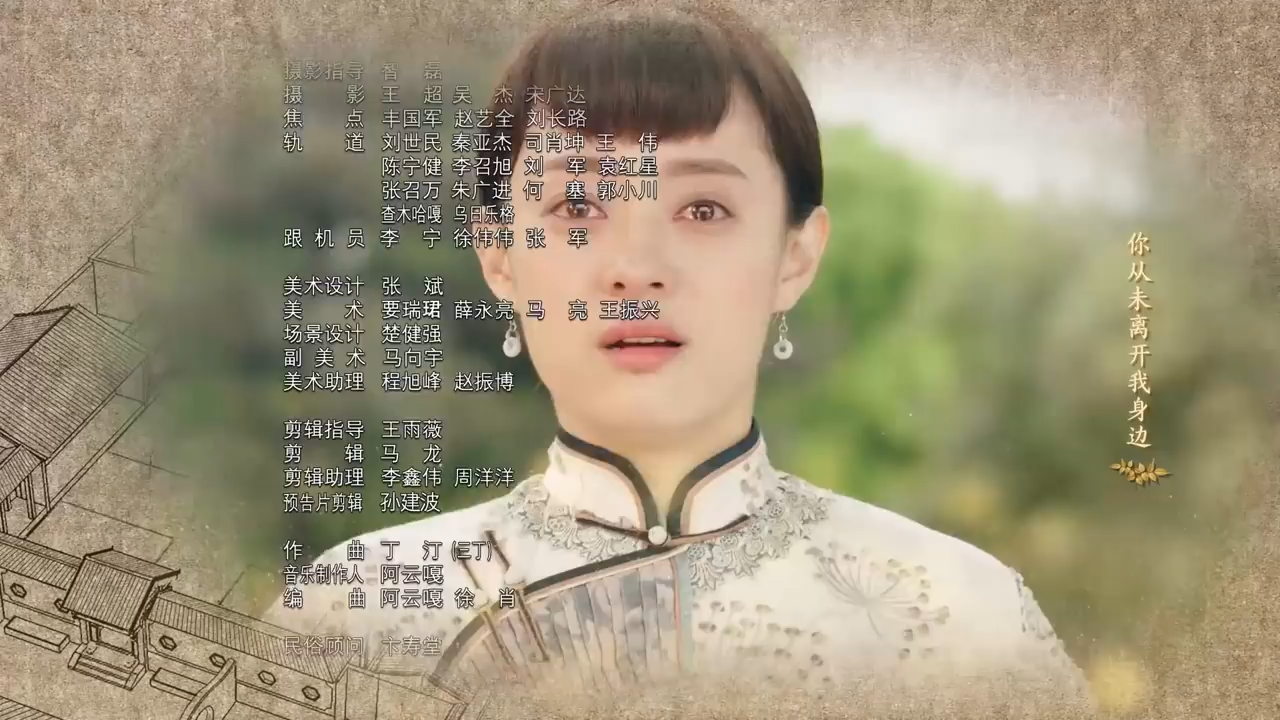 摄影指导 智 磊
摄 影 王 超 吴 杰 宋广达
焦 点 丰国军 赵艺全 刘长路
轨 道 刘世民 秦亚杰 司肖坤 王 伟
陈宁健 李召旭 刘 军 袁红星
张召万 朱广进 何 塞 郭小川
查木哈嘎 乌日乐格
跟 机 员 李 宁 徐伟伟 张 军
美术设计 张 斌
美 术 要瑞珺 薛永亮 马 亮 王振兴
场景设计 楚健强
副 美 术 马向宇
美术助理 程旭峰 赵振博
剪辑指导 王雨薇
剪 辑 马 龙
剪辑助理 李鑫伟 周洋洋
预告片剪辑 孙建波
作 曲 丁 汀 (三丁)
音乐制作人 阿云嘎
编 曲 阿云嘎 徐 肖
民俗顾问 卞寿堂
你从未离开我身边